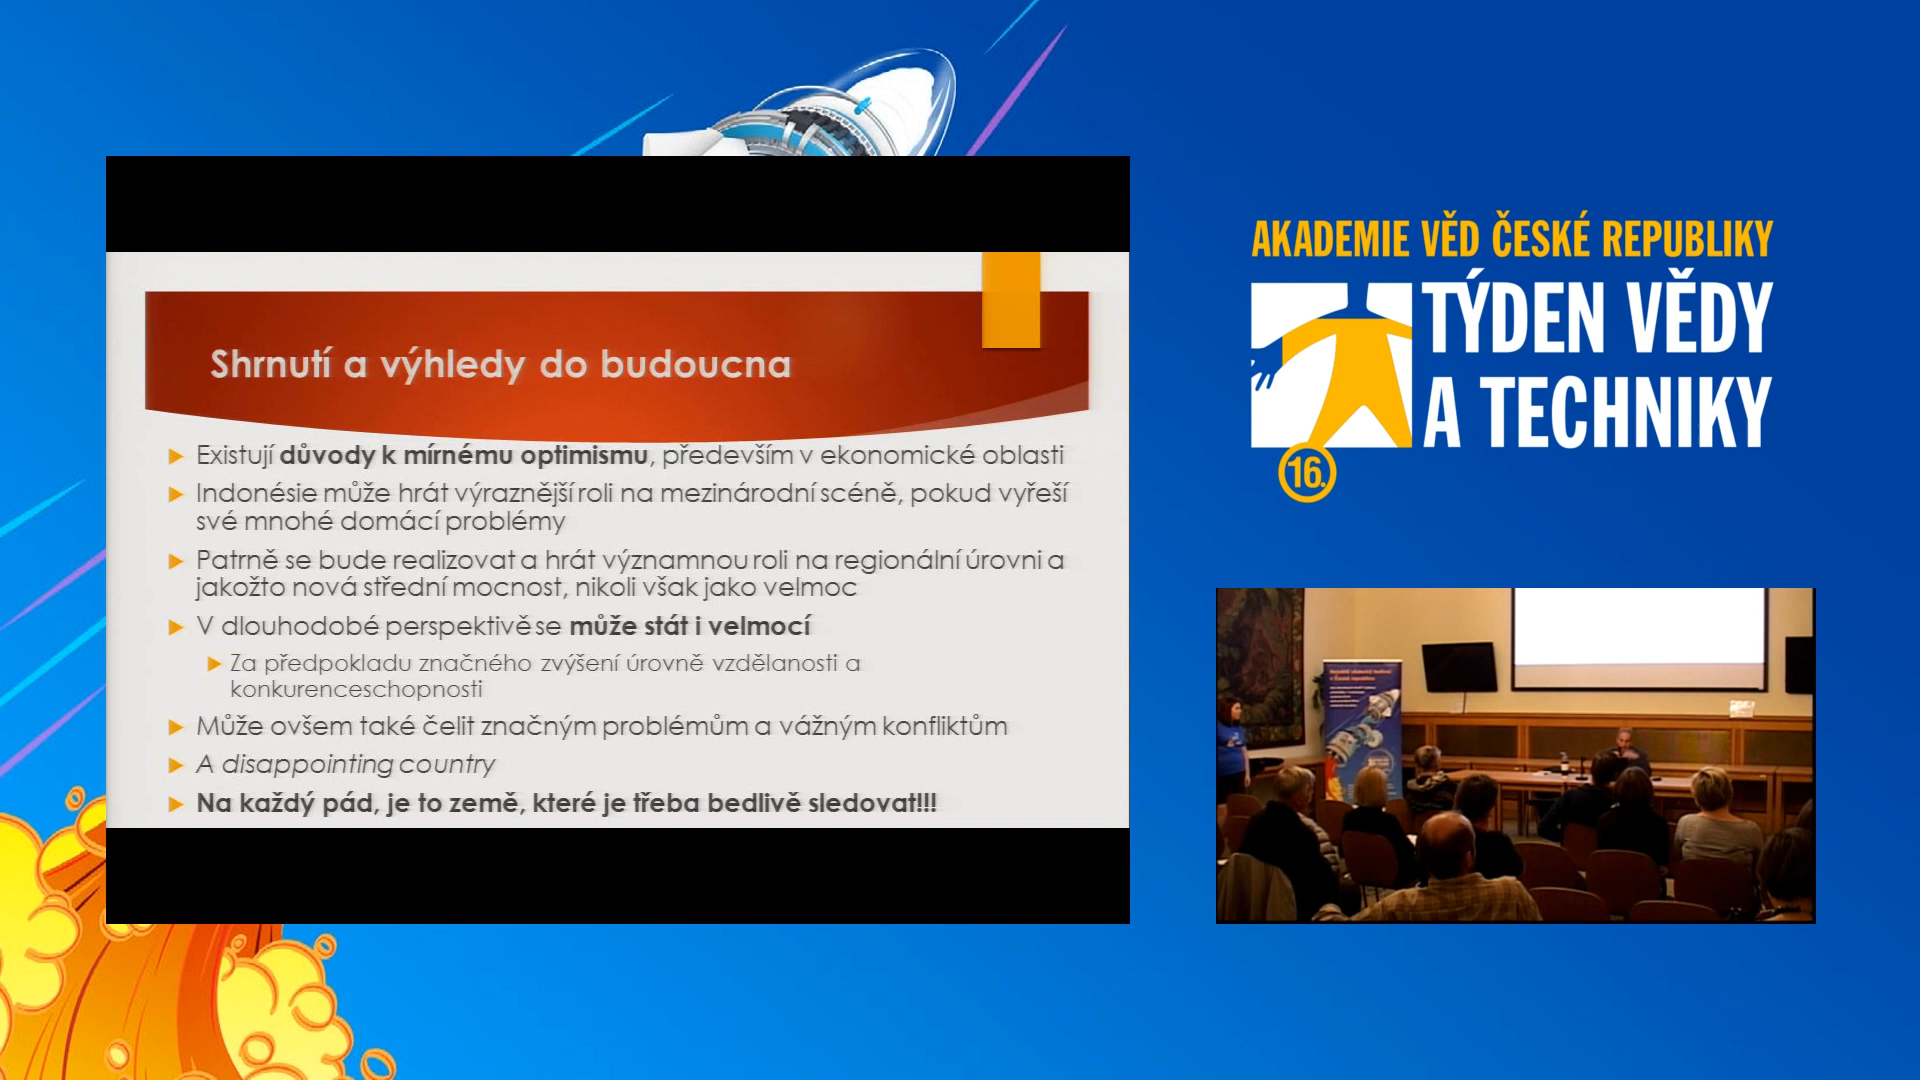 Shrnutí a výhledy do budoucna
Existují důvody k mírnému optimismu, především v ekonomické oblasti
Indonésie může hrát výraznější roli na mezinárodní scéně, pokud vyřeší
své mnohé domácí problémy
Patrně se bude realizovat a hrát významnou roli na regionální úrovni a
jakožto nová střední mocnost, nikoli však jako velmoc
V dlouhodobé perspektivě se může stát i velmocí
Za předpokladu značného zvýšení úrovně vzdělanosti a
konkurenceschopnosti
Může ovšem také čelit značným problémům a vážným konfliktům
A disappointing country
Na každý pád, je to země, které je třeba bedlivě sledovat!!!
AKADEMIE VĚD ČESKÉ REPUBLIKY
TÝDEN VĚDY
A TECHNIKY
16.